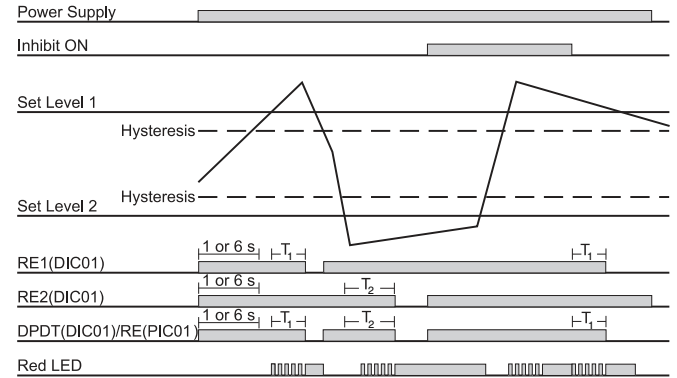 Power Supply
Inhibit ON
Set Level 1
Hysteresis
Hysteresis
Set Level 2
1 or 6 s T1
RE1(DIC01) T1
1 or 6 s T2
RE2(DIC01)
1 or 6 s T1 T2 T1
DPDT(DIC01)/RE(PIC01)
Red LED